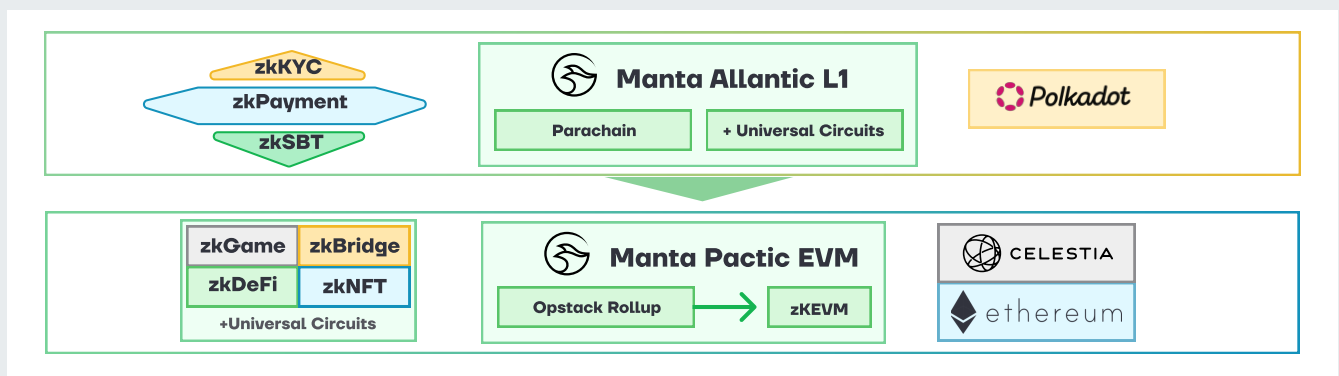 zkKYC
zkPayment
zkSBT
Manta Allantic L1
Parachain
+ Universal Circuits
Polkadot
zkGame
zkBridge
zkDeFi
zkNFT
+Universal Circuits
Manta Pactic EVM
Opstack Rollup
zKEVM
CELESTIA
ethereum